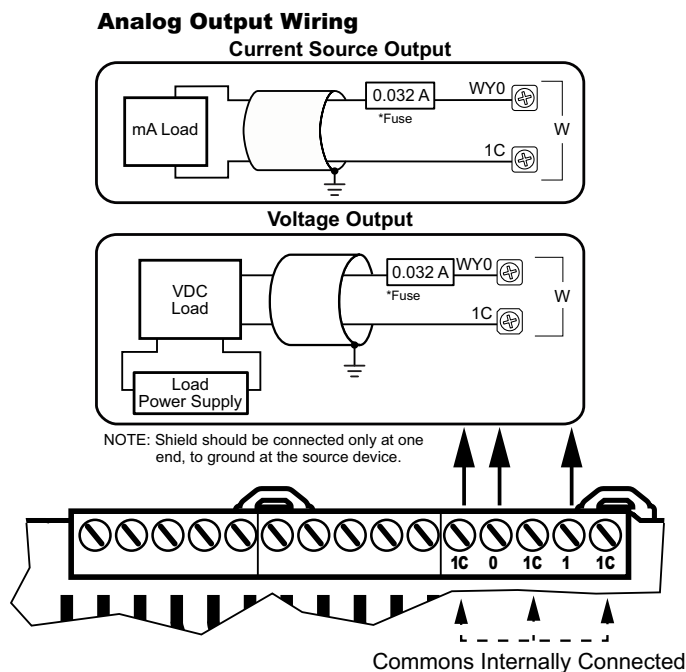 Analog Output Wiring
Current Source Output
mA Load
0.032 A
*Fuse
WY0
1C
W
Voltage Output
VDC
Load
Load
Power Supply
0.032 A
*Fuse
WY0
1C
W
NOTE: Shield should be connected only at one
end, to ground at the source device.
1C 0 1C 1 1C
Commons Internally Connected